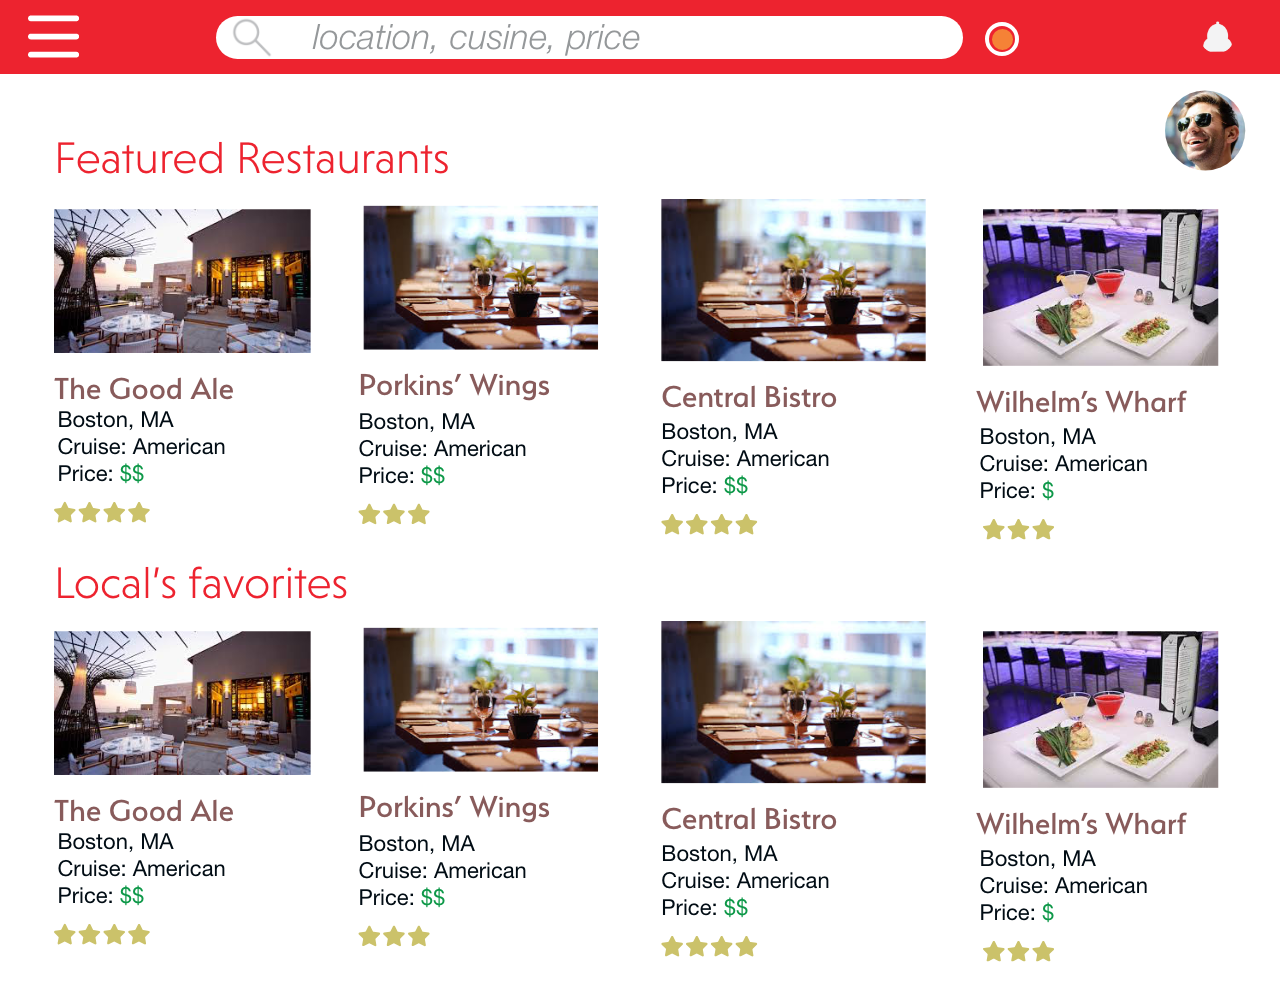 location, cusine, price
Featured Restaurants
The Good Ale
Boston, MA
Cruise: American
Price: $$
Porkins’ Wings
Boston, MA
Cruise: American
Price: $$
Central Bistro
Boston, MA
Cruise: American
Price: $$
Wilhelm’s Wharf
Boston, MA
Cruise: American
Price: $
Local’s favorites
The Good Ale
Boston, MA
Cruise: American
Price: $$
Porkins’ Wings
Boston, MA
Cruise: American
Price: $$
Central Bistro
Boston, MA
Cruise: American
Price: $$
Wilhelm’s Wharf
Boston, MA
Cruise: American
Price: $